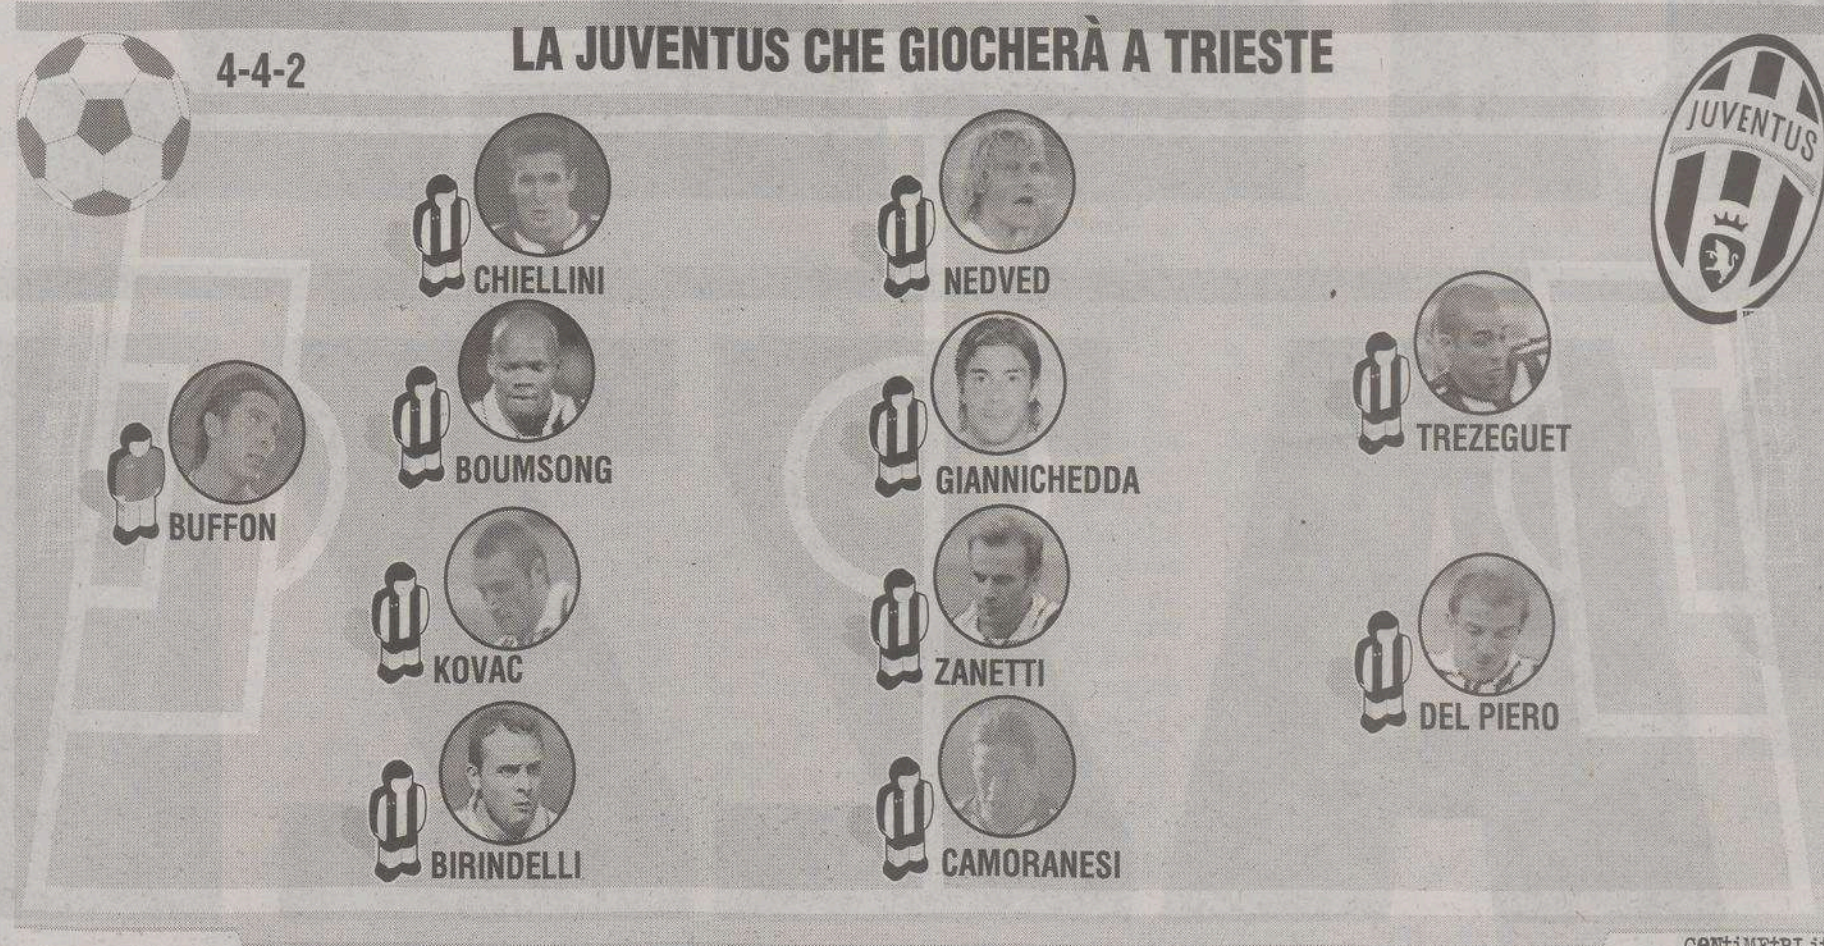 LA JUVENTUS CHE GIOCHERÀ A TRIESTE
4-4-2
JUVENTUS
CHIELLINI
NEDVED
BOUMSONG
GIANNICHEDDA
TREZEGUET
BUFFON
KOVAC
ZANETTI
DEL PIERO
BIRINDELLI
CAMORANESI